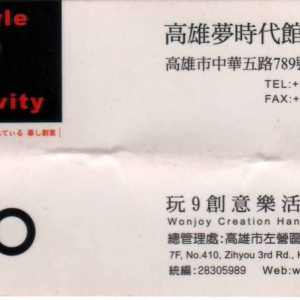 yle
vity
ている 暮し創意
高雄夢時代館
高雄市中華五路789號
TEL:+
FAX:+
O
玩9創意樂活
Wonjoy Creation Han
總管理處:高雄市左營區
7F, No.410, Zihyou 3rd Rd., K
統編:28305989 Web:w